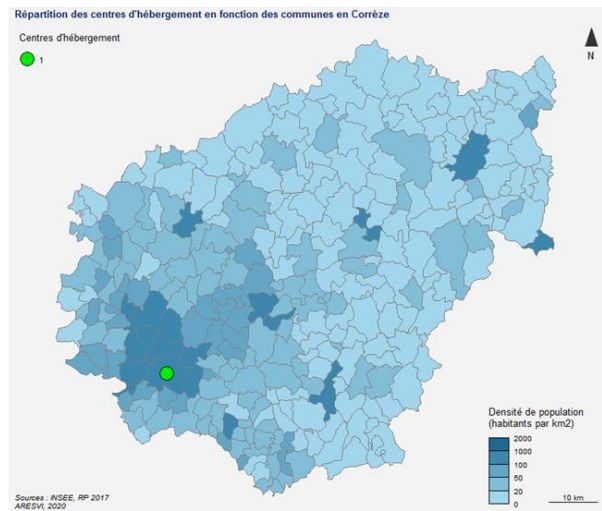 Répartition des centres d'hébergement en fonction des communes en Corrèze
Centres d'hébergement
1
N
Densité de population
(habitants par km2)
2000
1000
100
50
20
0
10 km
Sources : INSEE, RP 2017
ARESVI, 2020